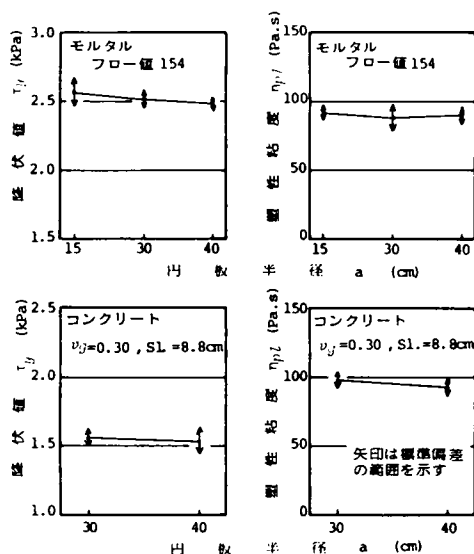 降伏値 τy (kPa)
3.0
2.5
2.0
1.5
モルタル
フロー値 154
15
30
40
塑性粘度 ηpl (Pa.s)
150
100
50
0
モルタル
フロー値 154
15
30
40
円板半径 a (cm)
降伏値 τy (kPa)
2.5
2.0
1.5
1.0
コンクリート
νg=0.30 , Sl.=8.8cm
30
40
塑性粘度 ηpl (Pa.s)
150
100
50
0
コンクリート
νg=0.30 , Sl.=8.8cm
矢印は標準偏差
の範囲を示す
30
40
円板半径 a (cm)